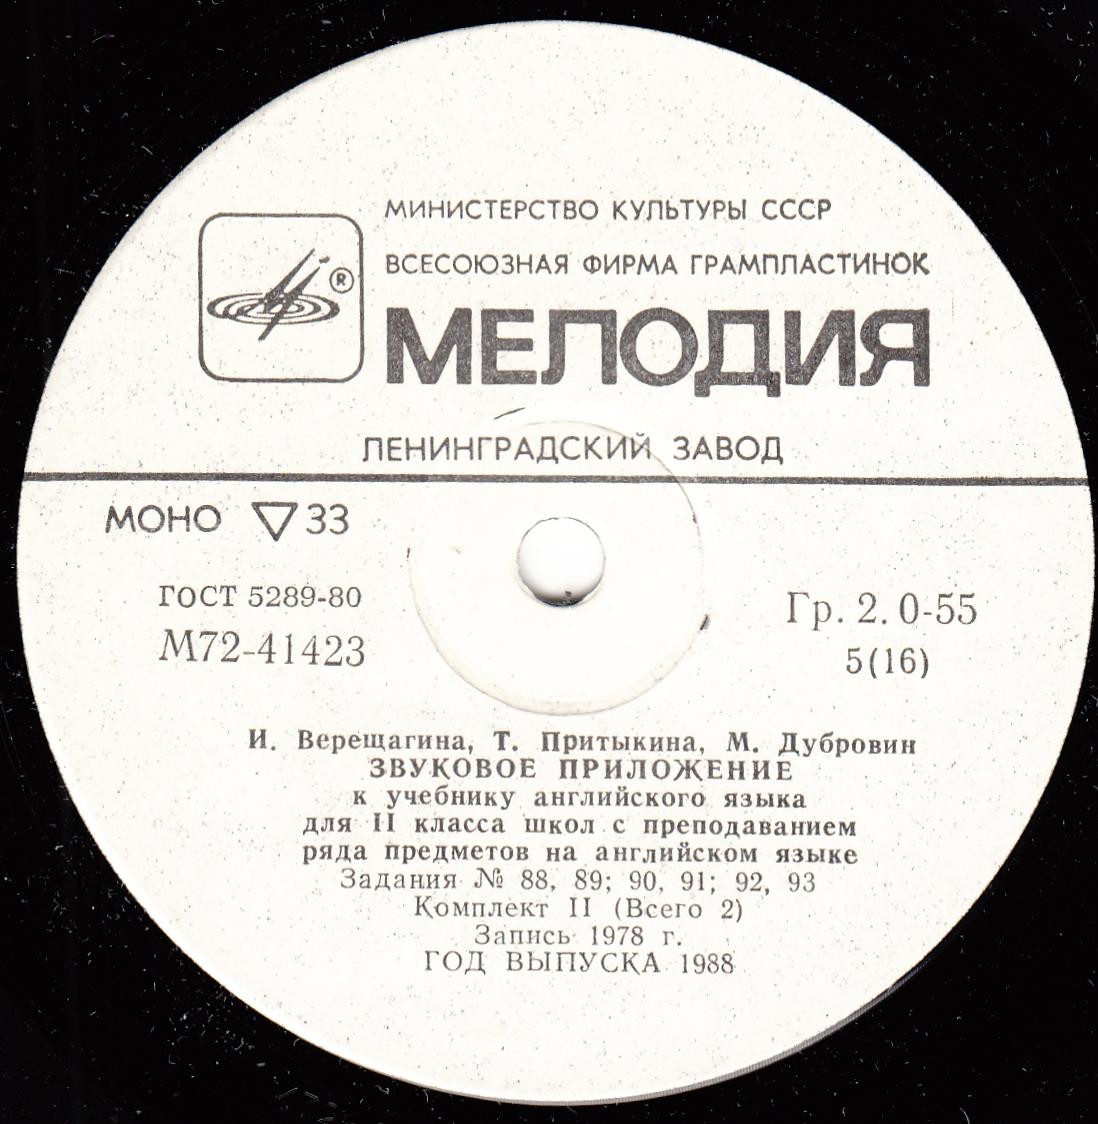 МИНИСТЕРСТВО КУЛЬТУРЫ СССР
ВСЕСОЮЗНАЯ ФИРМА ГРАМПЛАСТИНОК
®
МЕЛОДИЯ
ЛЕНИНГРАДСКИЙ ЗАВОД
МОНО ▽ 33
ГОСТ 5289-80
М72-41423
Гр. 2. 0-55
5(16)
И. Верещагина, Т. Притыкина, М. Дубровин
ЗВУКОВОЕ ПРИЛОЖЕНИЕ
к учебнику английского языка
для II класса школ с преподаванием
ряда предметов на английском языке
Задания № 88, 89; 90, 91; 92, 93
Комплект II (Всего 2)
Запись 1978 г.
ГОД ВЫПУСКА 1988